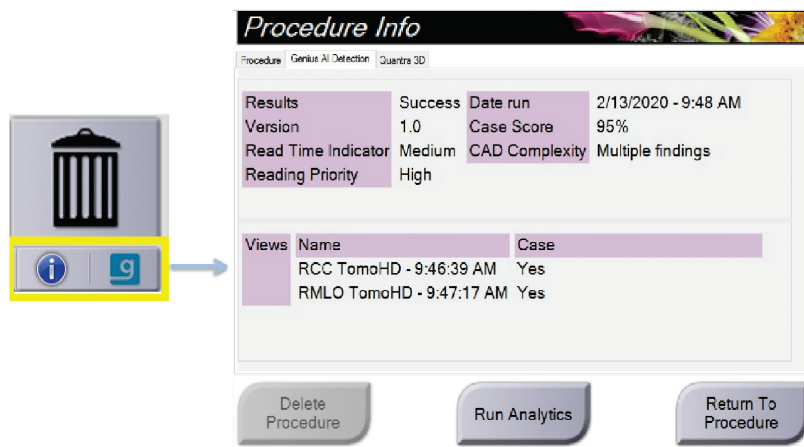 Procedure Info
Procedure Genius AI Detection Quantra 3D
Results Success Date run 2/13/2020 - 9:48 AM
Version 1.0 Case Score 95%
Read Time Indicator Medium CAD Complexity Multiple findings
Reading Priority High
Views Name Case
RCC TomoHD - 9:46:39 AM Yes
RMLO TomoHD - 9:47:17 AM Yes
i g
Delete
Procedure
Run Analytics
Return To
Procedure